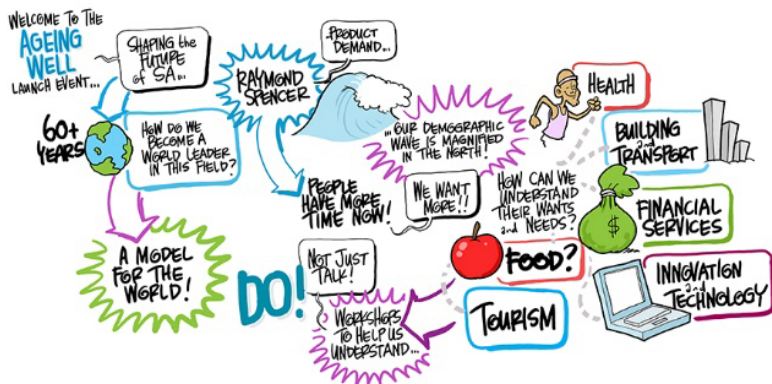 WELCOME TO THE
AGEING
WELL
LAUNCH EVENT...
SHAPING the
FUTURE
of SA...
60+
YEARS
HOW DO WE
BECOME A
WORLD LEADER
IN THIS FIELD?
A MODEL
FOR THE
WORLD!
RAYMOND
SPENCER
PRODUCT
DEMAND...
...OUR DEMOGRAPHIC
WAVE IS MAGNIFIED
IN THE NORTH!
PEOPLE
HAVE MORE
TIME NOW!
WE WANT
MORE!!
HOW CAN WE
UNDERSTAND
THEIR WANTS
and NEEDS?
HEALTH
BUILDING
and
TRANSPORT
$
FINANCIAL
SERVICES
FOOD?
INNOVATION
and
TECHNOLOGY
TOURISM
DO!
NOT JUST
TALK!
WORKSHOPS
TO HELP US
UNDERSTAND...